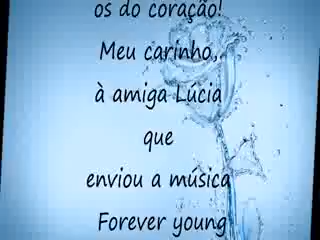 os do coração!
Meu carinho,
à amiga Lúcia
que
enviou a música
Forever young